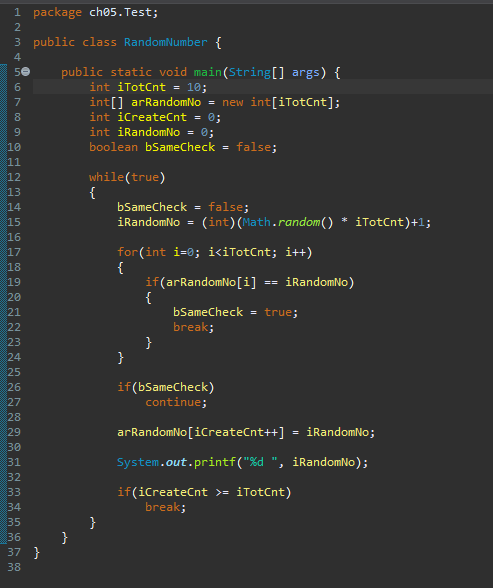 1 package ch05.Test;
2
3 public class RandomNumber {
4
5     public static void main(String[] args) {
6         int iTotCnt = 10;
7         int[] arRandomNo = new int[iTotCnt];
8         int iCreateCnt = 0;
9         int iRandomNo = 0;
10         boolean bSameCheck = false;
11
12         while(true)
13         {
14             bSameCheck = false;
15             iRandomNo = (int)(Math.random() * iTotCnt)+1;
16
17             for(int i=0; i<iTotCnt; i++)
18             {
19                 if(arRandomNo[i] == iRandomNo)
20                 {
21                     bSameCheck = true;
22                     break;
23                 }
24             }
25
26             if(bSameCheck)
27                 continue;
28
29             arRandomNo[iCreateCnt++] = iRandomNo;
30
31             System.out.printf("%d ", iRandomNo);
32
33             if(iCreateCnt >= iTotCnt)
34                 break;
35         }
36     }
37 }
38